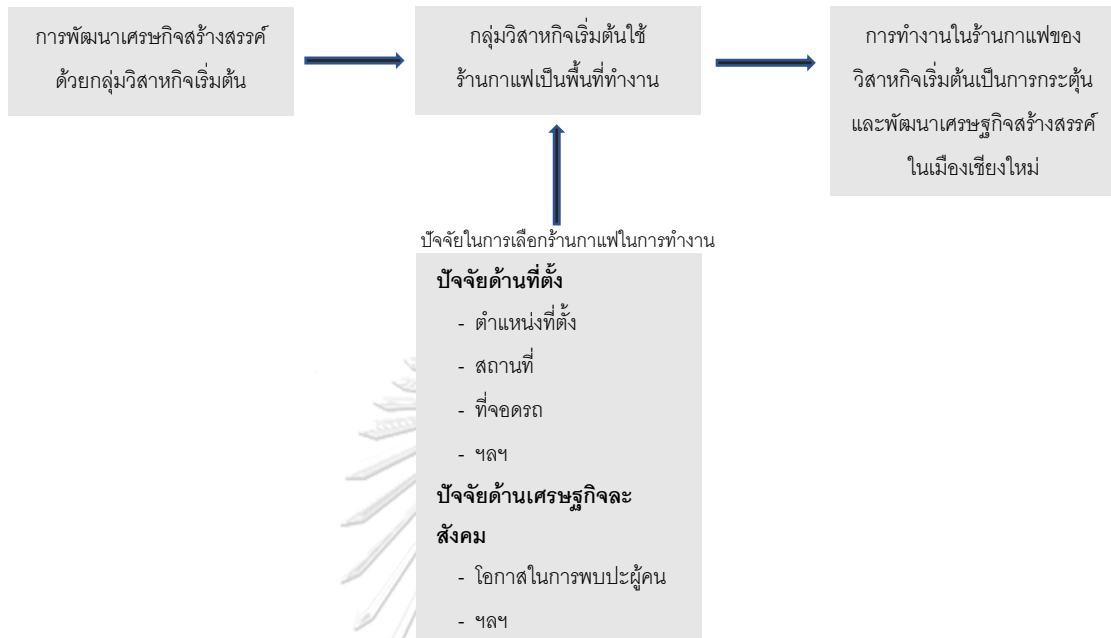 การพัฒนาเศรษกิจสร้างสรรค์
ด้วยกลุ่มวิสาหกิจเริ่มต้น
กลุ่มวิสาหกิจเริ่มต้นใช้
ร้านกาแฟเป็นพื้นที่ทำงาน
การทำงานในร้านกาแฟของ
วิสาหกิจเริ่มต้นเป็นการกระตุ้น
และพัฒนาเศรษฐกิจสร้างสรรค์
ในเมืองเชียงใหม่
ปัจจัยในการเลือกร้านกาแฟในการทำงาน
ปัจจัยด้านที่ตั้ง
- ตำแหน่งที่ตั้ง
- สถานที่
- ที่จอดรถ
- ฯลฯ
ปัจจัยด้านเศรษฐกิจละ
สังคม
- โอกาสในการพบปะผู้คน
- ฯลฯ